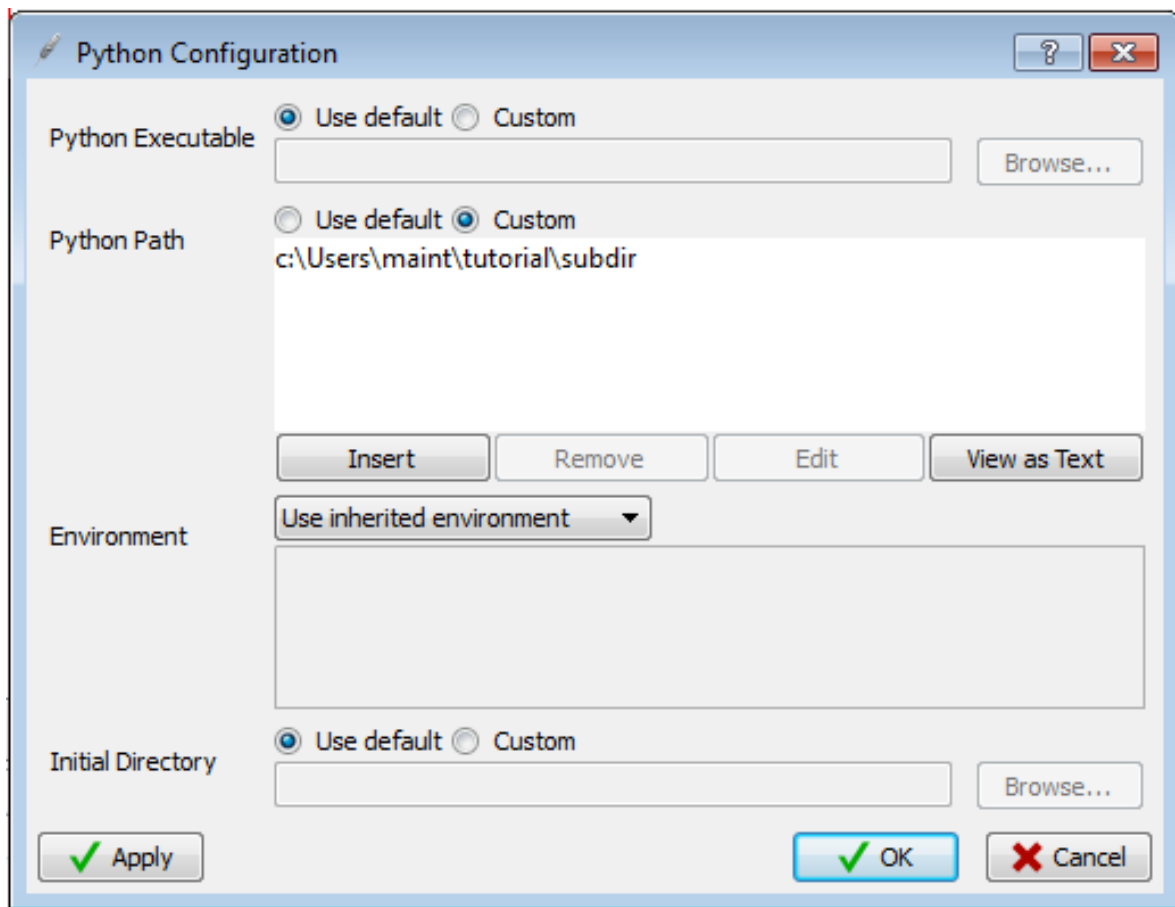 Python Configuration
Python Executable
Use default Custom
Browse...
Python Path
Use default Custom
c:\Users\maint\tutorial\subdir
Insert Remove Edit View as Text
Environment
Use inherited environment
Initial Directory
Use default Custom
Browse...
Apply OK Cancel